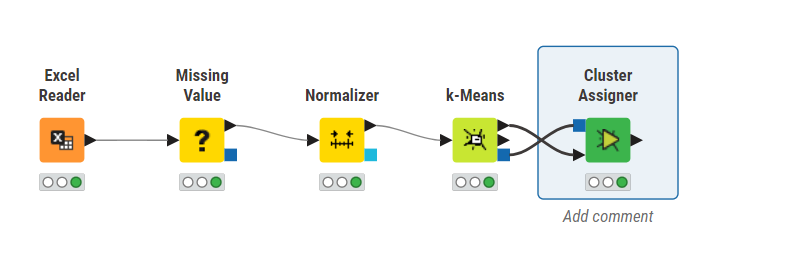 Excel
Reader
Missing
Value
Normalizer
k-Means
Cluster
Assigner
X
?
Add comment